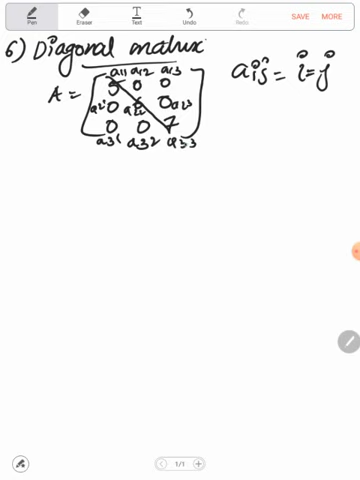 Pen
Eraser
Text
Undo
Redo
SAVE
MORE
6) Diagonal matrix
a11 a12 a13
A = 0 0
a21 0 a22 0 a23
0 0 7
a31 a32 a33
aij = i=j
1/1